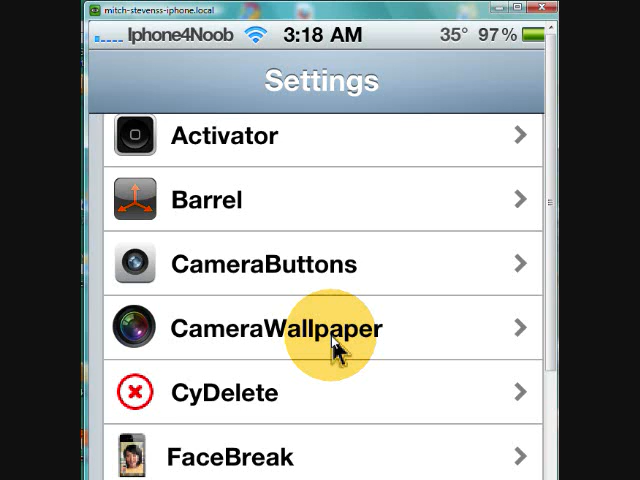 mitch-stevenss-iphone.local
Iphone4Noob 3:18 AM 35° 97%
Settings
Activator
Barrel
CameraButtons
CameraWallpaper
CyDelete
FaceBreak